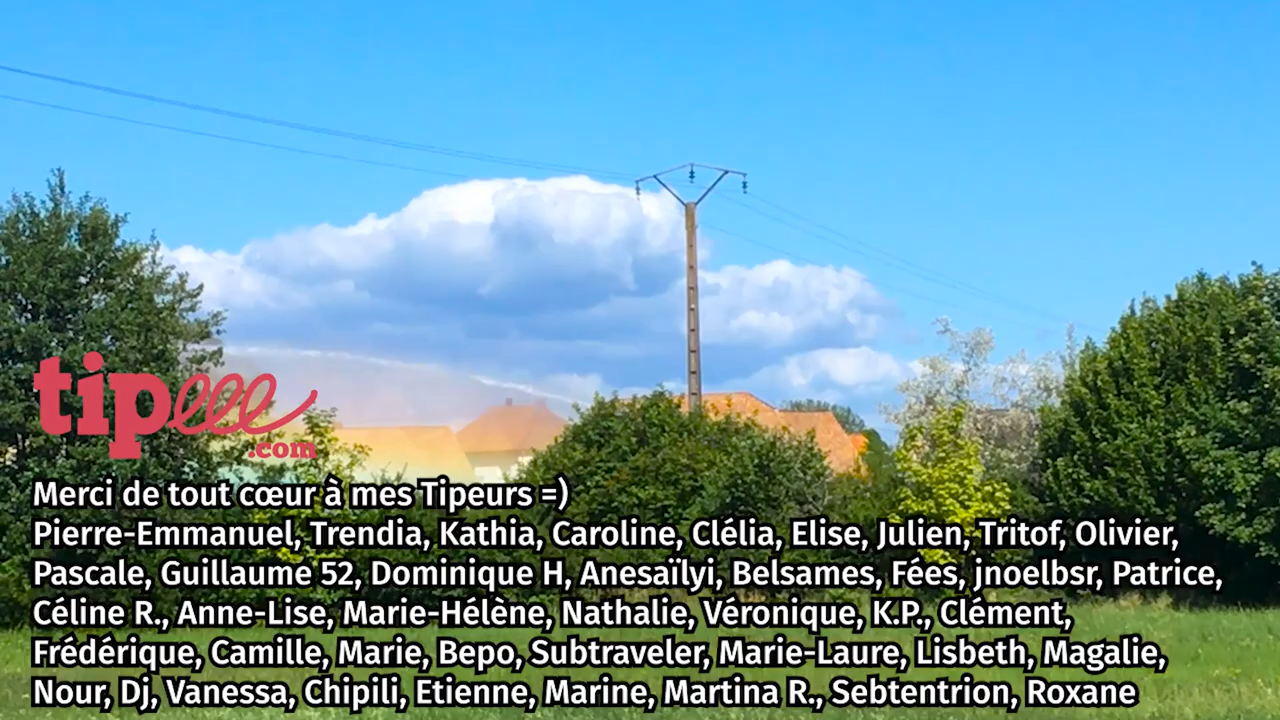 tipeee
.com
Merci de tout cœur à mes Tipeurs =)
Pierre-Emmanuel, Trendia, Kathia, Caroline, Clélia, Elise, Julien, Tritof, Olivier,
Pascale, Guillaume 52, Dominique H, Anesaïlyi, Belsames, Fées, jnoelbsr, Patrice,
Céline R., Anne-Lise, Marie-Hélène, Nathalie, Véronique, K.P., Clément,
Frédérique, Camille, Marie, Bepo, Subtraveler, Marie-Laure, Lisbeth, Magalie,
Nour, Dj, Vanessa, Chipili, Etienne, Marine, Martina R., Sebtentrion, Roxane